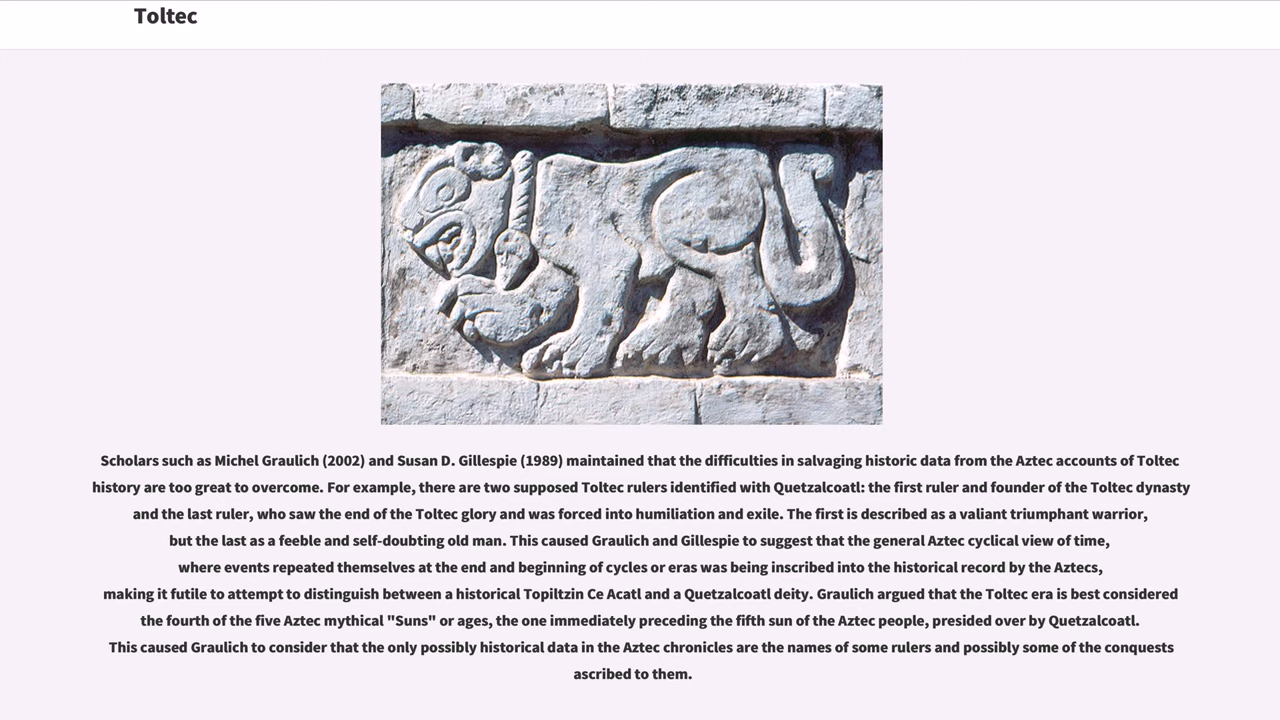 Toltec
Scholars such as Michel Graulich (2002) and Susan D. Gillespie (1989) maintained that the difficulties in salvaging historic data from the Aztec accounts of Toltec
history are too great to overcome. For example, there are two supposed Toltec rulers identified with Quetzalcoatl: the first ruler and founder of the Toltec dynasty
and the last ruler, who saw the end of the Toltec glory and was forced into humiliation and exile. The first is described as a valiant triumphant warrior,
but the last as a feeble and self-doubting old man. This caused Graulich and Gillespie to suggest that the general Aztec cyclical view of time,
where events repeated themselves at the end and beginning of cycles or eras was being inscribed into the historical record by the Aztecs,
making it futile to attempt to distinguish between a historical Topiltzin Ce Acatl and a Quetzalcoatl deity. Graulich argued that the Toltec era is best considered
the fourth of the five Aztec mythical "Suns" or ages, the one immediately preceding the fifth sun of the Aztec people, presided over by Quetzalcoatl.
This caused Graulich to consider that the only possibly historical data in the Aztec chronicles are the names of some rulers and possibly some of the conquests
ascribed to them.